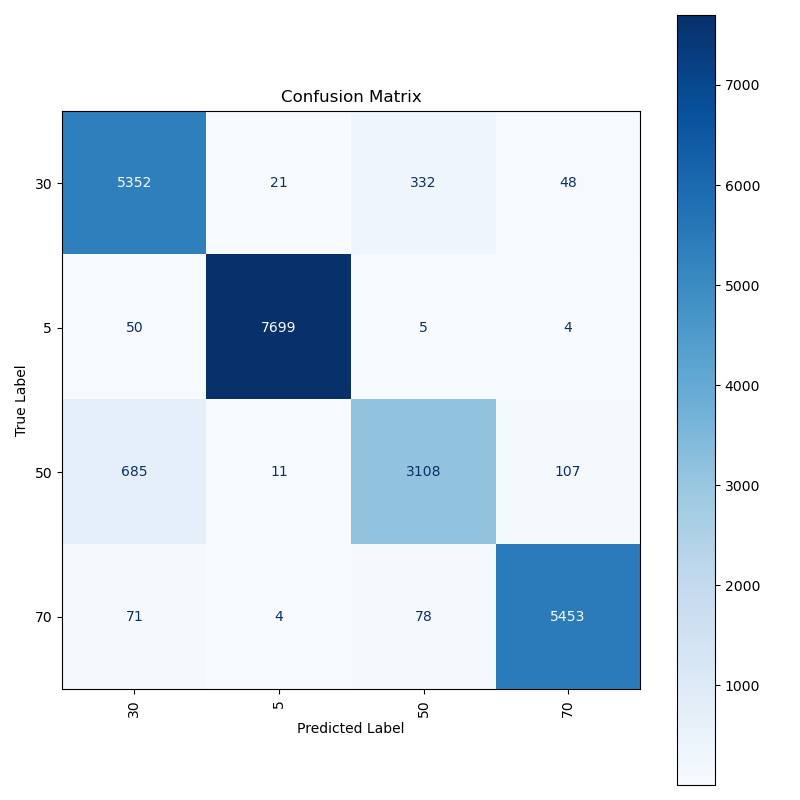 Confusion Matrix
30 5352 21 332 48
5 50 7699 5 4
50 685 11 3108 107
70 71 4 78 5453
30 5 50 70
Predicted Label
True Label
7000
6000
5000
4000
3000
2000
1000